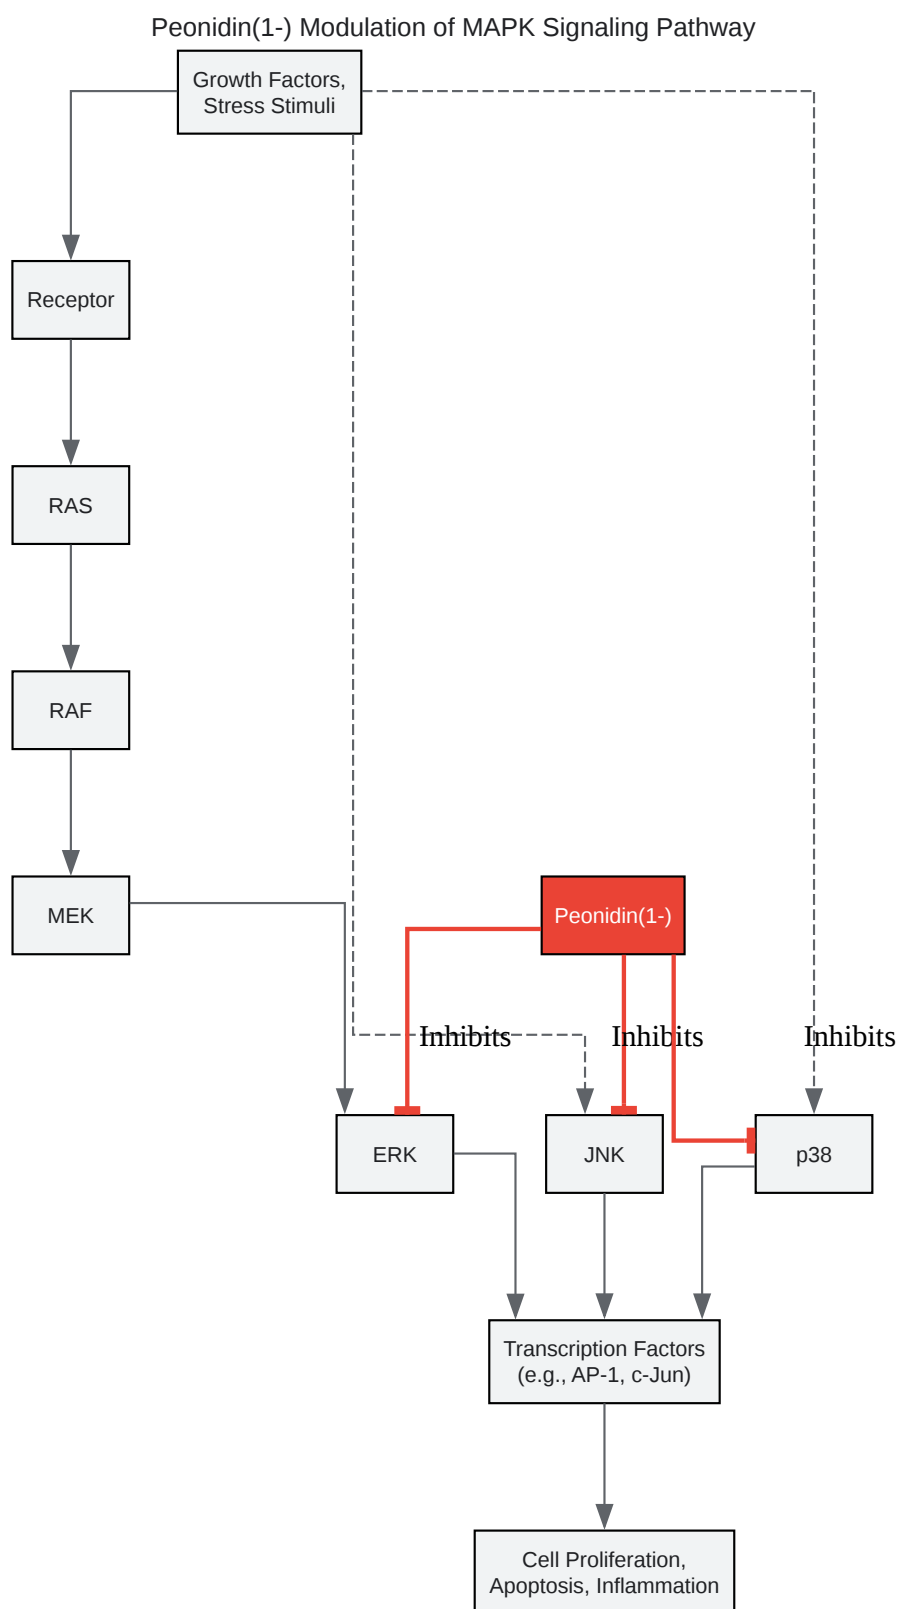 Peonidin(1-) Modulation of MAPK Signaling Pathway
Growth Factors,
Stress Stimuli
Receptor
RAS
RAF
MEK
Peonidin(1-)
Inhibits
Inhibits
Inhibits
ERK
JNK
p38
Transcription Factors
(e.g., AP-1, c-Jun)
Cell Proliferation,
Apoptosis, Inflammation